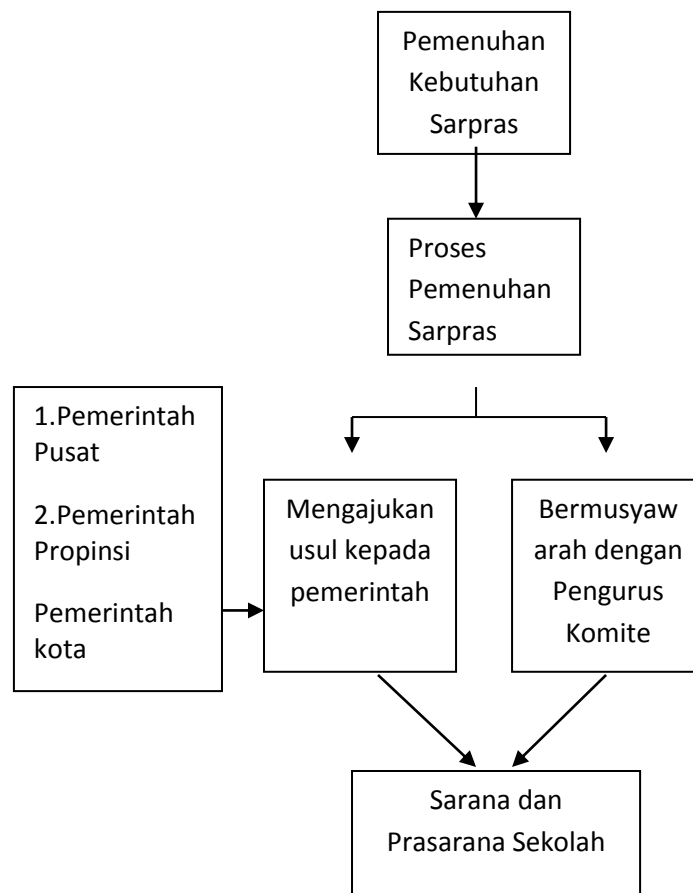 Pemenuhan
Kebutuhan
Sarpras
Proses
Pemenuhan
Sarpras
1.Pemerintah
Pusat
2.Pemerintah
Propinsi
Pemerintah
kota
Mengajukan
usul kepada
pemerintah
Bermusyaw
arah dengan
Pengurus
Komite
Sarana dan
Prasarana Sekolah